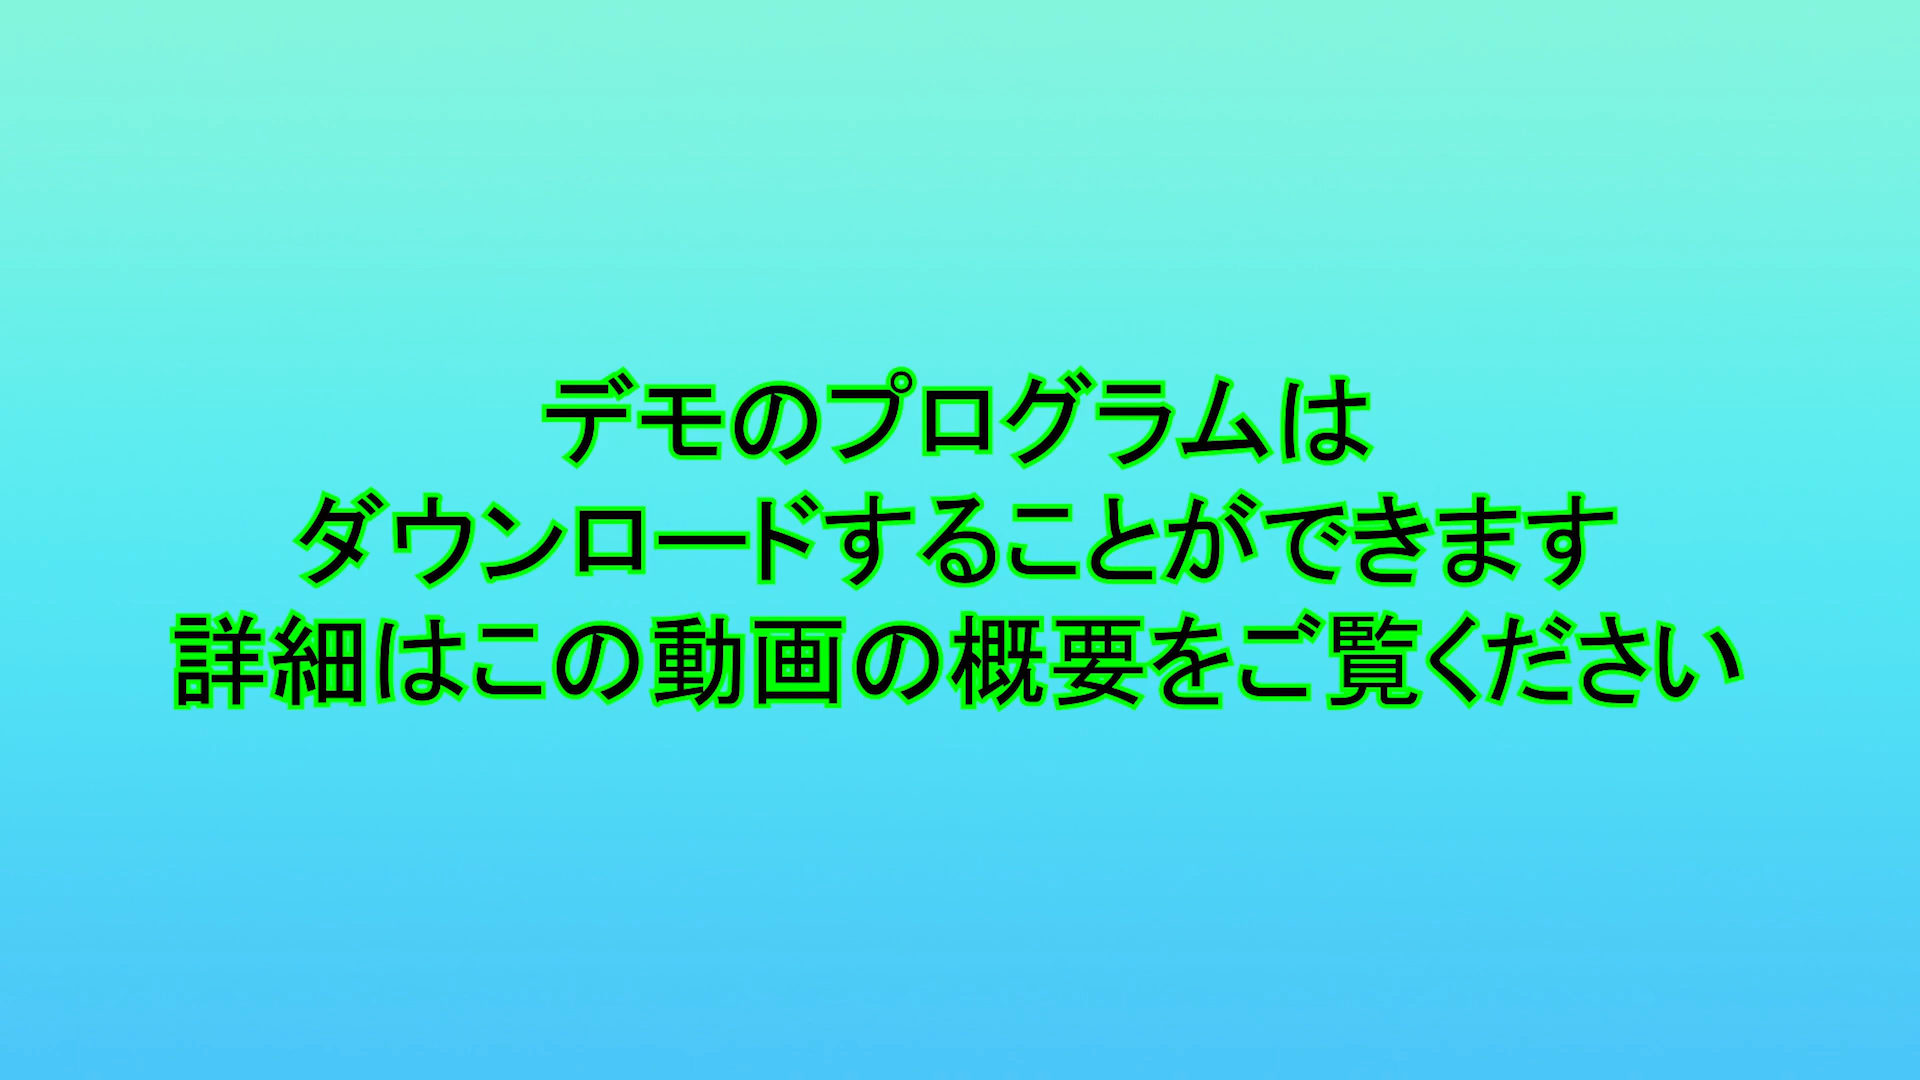 デモのプログラムは
ダウンロードすることができます
詳細はこの動画の概要をご覧ください